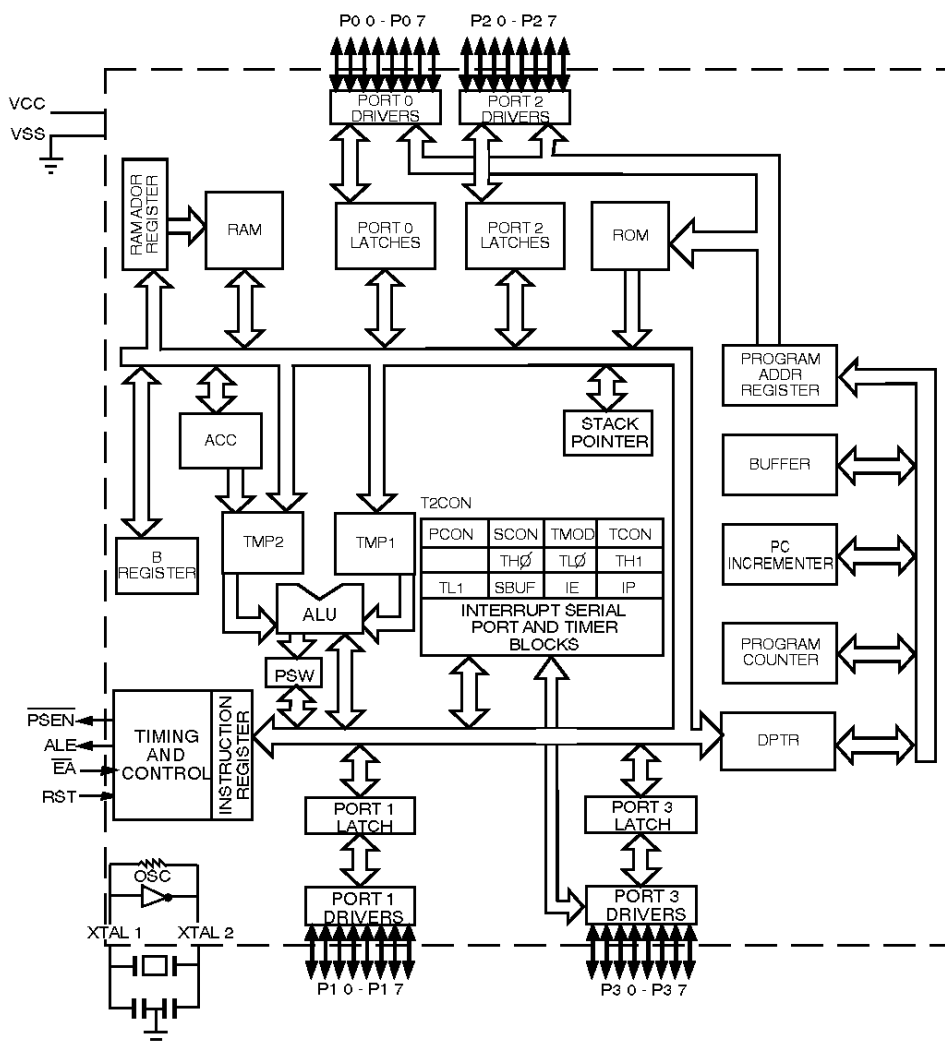 P0 0 - P0 7
P2 0 - P2 7
PORT 0
DRIVERS
PORT 2
DRIVERS
VCC
VSS
RAM ADOR
REGISTER
RAM
PORT 0
LATCHES
PORT 2
LATCHES
ROM
PROGRAM
ADDR
REGISTER
STACK
POINTER
ACC
BUFFER
T2CON
TMP2
TMP1
PCON
SCON
TMOD
TCON
THØ
TLØ
TH1
TL1
SBUF
IE
IP
INTERRUPT SERIAL
PORT AND TIMER
BLOCKS
B
REGISTER
PC
INCREMENTER
ALU
PROGRAM
COUNTER
PSW
PSEN
ALE
EA
RST
TIMING
AND
CONTROL
INSTRUCTION
REGISTER
DPTR
PORT 1
LATCH
PORT 3
LATCH
OSC
PORT 1
DRIVERS
PORT 3
DRIVERS
XTAL 1
XTAL 2
P1 0 - P1 7
P3 0 - P3 7